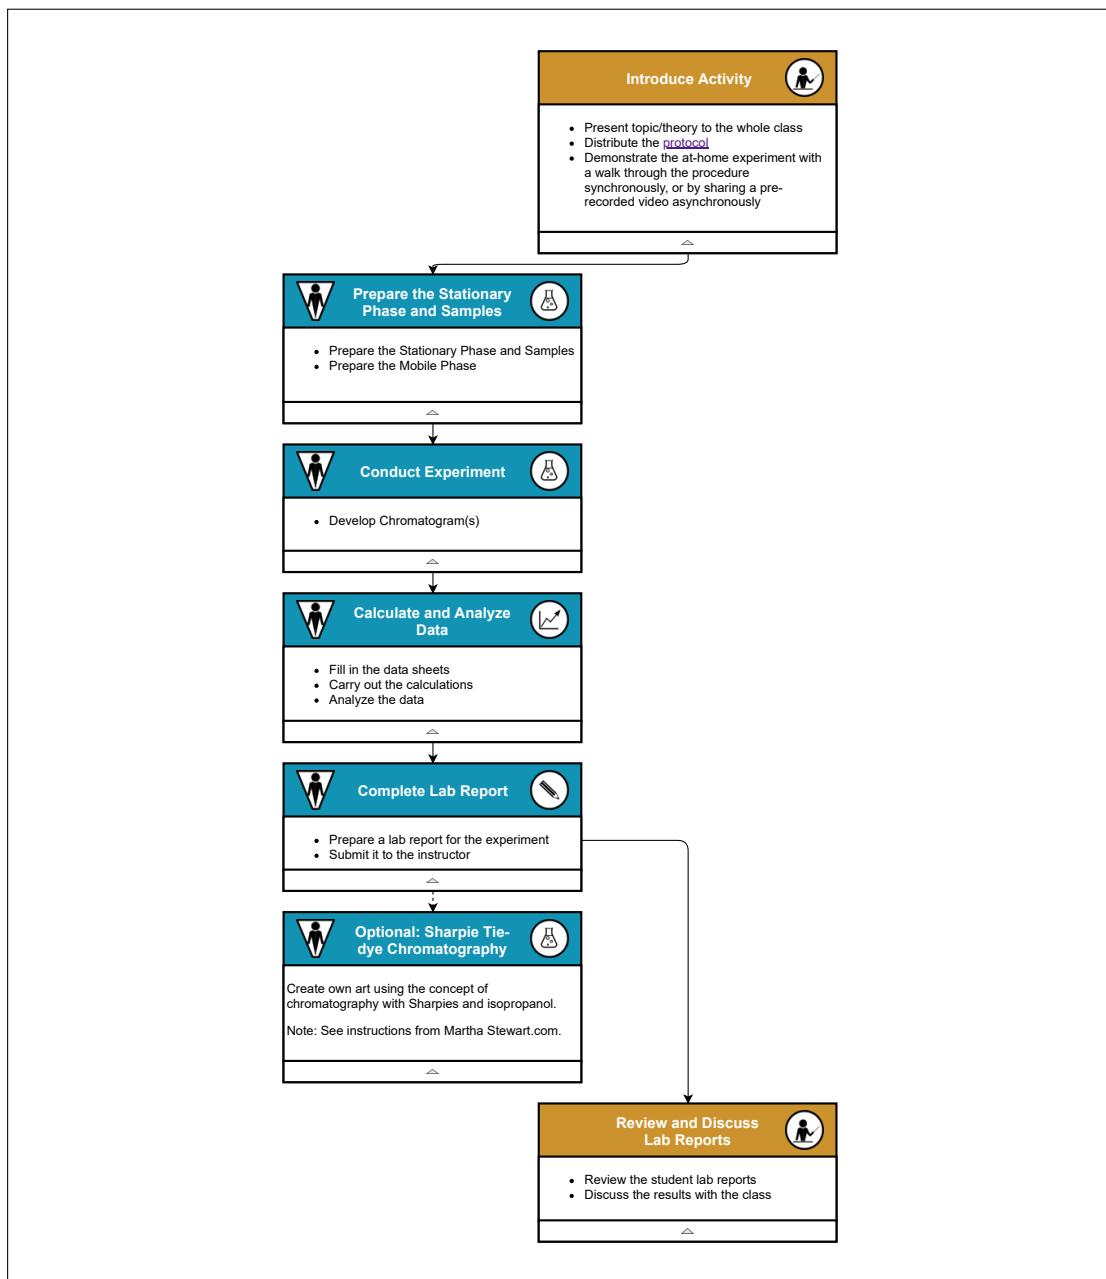 Introduce Activity
Present topic/theory to the whole class
Distribute the protocol
Demonstrate the at-home experiment with
a walk through the procedure
synchronously, or by sharing a pre-
recorded video asynchronously
Prepare the Stationary
Phase and Samples
Prepare the Stationary Phase and Samples
Prepare the Mobile Phase
Conduct Experiment
Develop Chromatogram(s)
Calculate and Analyze
Data
Fill in the data sheets
Carry out the calculations
Analyze the data
Complete Lab Report
Prepare a lab report for the experiment
Submit it to the instructor
Optional: Sharpie Tie-
dye Chromatography
Create own art using the concept of
chromatography with Sharpies and isopropanol.
Note: See instructions from Martha Stewart.com.
Review and Discuss
Lab Reports
Review the student lab reports
Discuss the results with the class